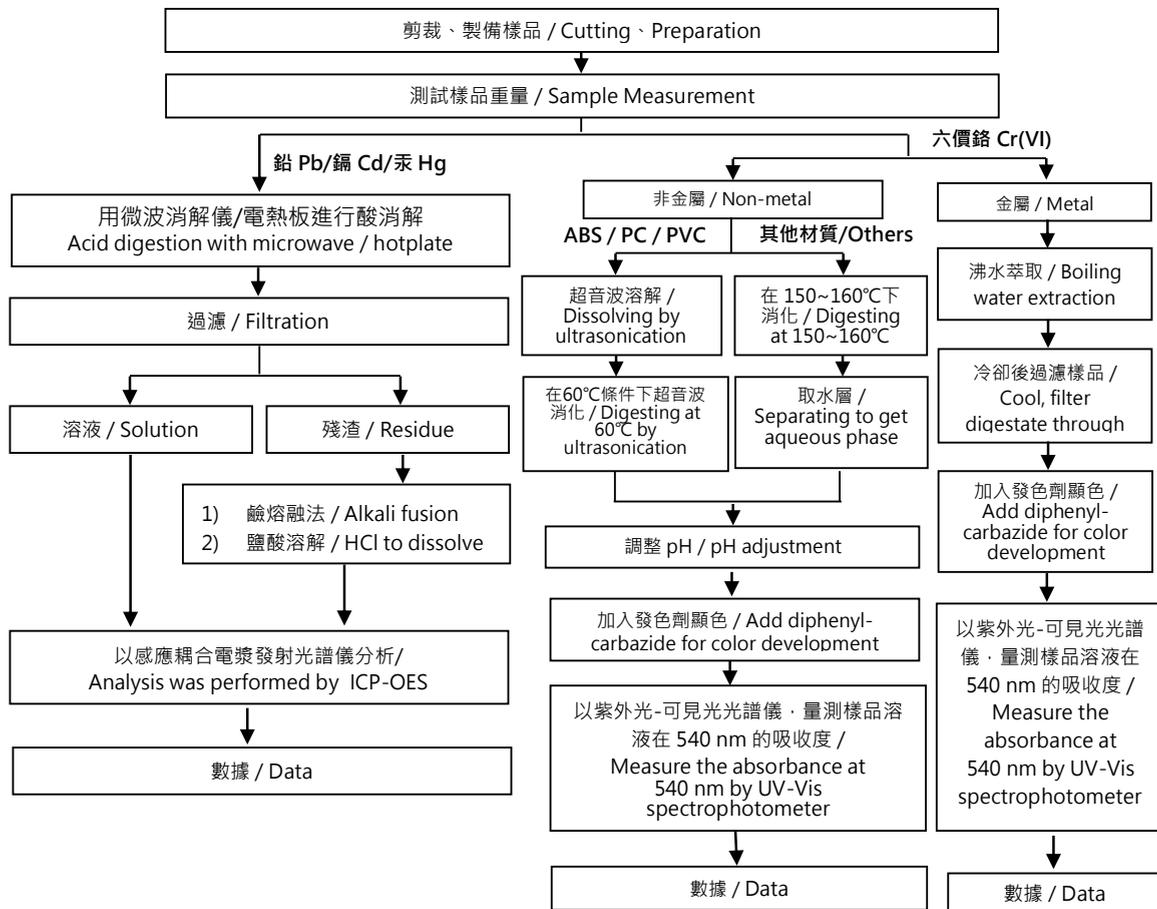 剪裁、製備樣品 / Cutting、Preparation
測試樣品重量 / Sample Measurement
鉛 Pb/鎘 Cd/汞 Hg
用微波消解儀/電熱板進行酸消解
Acid digestion with microwave / hotplate
過濾 / Filtration
溶液 / Solution
殘渣 / Residue
1) 鹼熔融法 / Alkali fusion
2) 鹽酸溶解 / HCl to dissolve
以感應耦合電漿發射光譜儀分析/
Analysis was performed by ICP-OES
數據 / Data
六價鉻 Cr(VI)
非金屬 / Non-metal
ABS / PC / PVC
超音波溶解 /
Dissolving by
ultrasonication
在60℃條件下超音波
消化 / Digesting at
60℃ by
ultrasonication
其他材質/Others
在 150~160℃下
消化 / Digesting
at 150~160℃
取水層 /
Separating to get
aqueous phase
調整 pH / pH adjustment
加入發色劑顯色 / Add diphenyl-
carbazide for color development
以紫外光-可見光光譜儀，量測樣品溶
液在 540 nm 的吸收度 /
Measure the absorbance at
540 nm by UV-Vis
spectrophotometer
數據 / Data
金屬 / Metal
沸水萃取 / Boiling
water extraction
冷卻後過濾樣品 /
Cool, filter
digestate through
加入發色劑顯色 /
Add diphenyl-
carbazide for color
development
以紫外光-可見光光譜
儀，量測樣品溶液在
540 nm 的吸收度 /
Measure the
absorbance at
540 nm by UV-Vis
spectrophotometer
數據 / Data